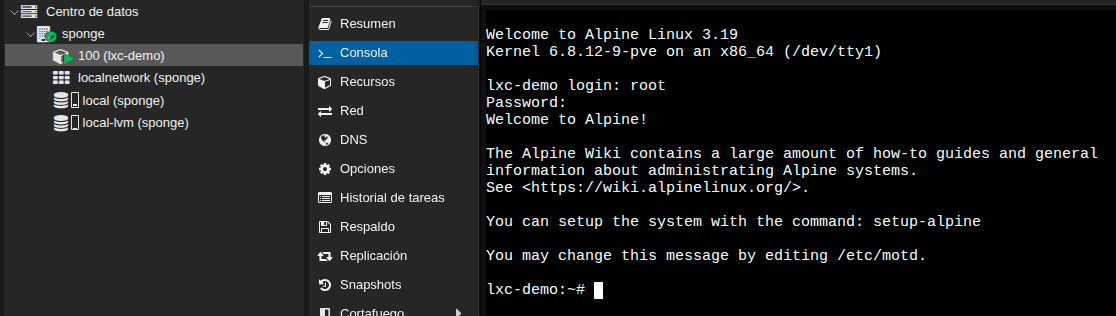 Centro de datos
sponge
100 (lxc-demo)
localnetwork (sponge)
local (sponge)
local-lvm (sponge)
Resumen
Consola
Recursos
Red
DNS
Opciones
Historial de tareas
Respaldo
Replicación
Snapshots
Cortafuego
Welcome to Alpine Linux 3.19
Kernel 6.8.12-9-pve on an x86_64 (/dev/tty1)
lxc-demo login: root
Password:
Welcome to Alpine!
The Alpine Wiki contains a large amount of how-to guides and general
information about administrating Alpine systems.
See <https://wiki.alpinelinux.org/>.
You can setup the system with the command: setup-alpine
You may change this message by editing /etc/motd.
lxc-demo:~#